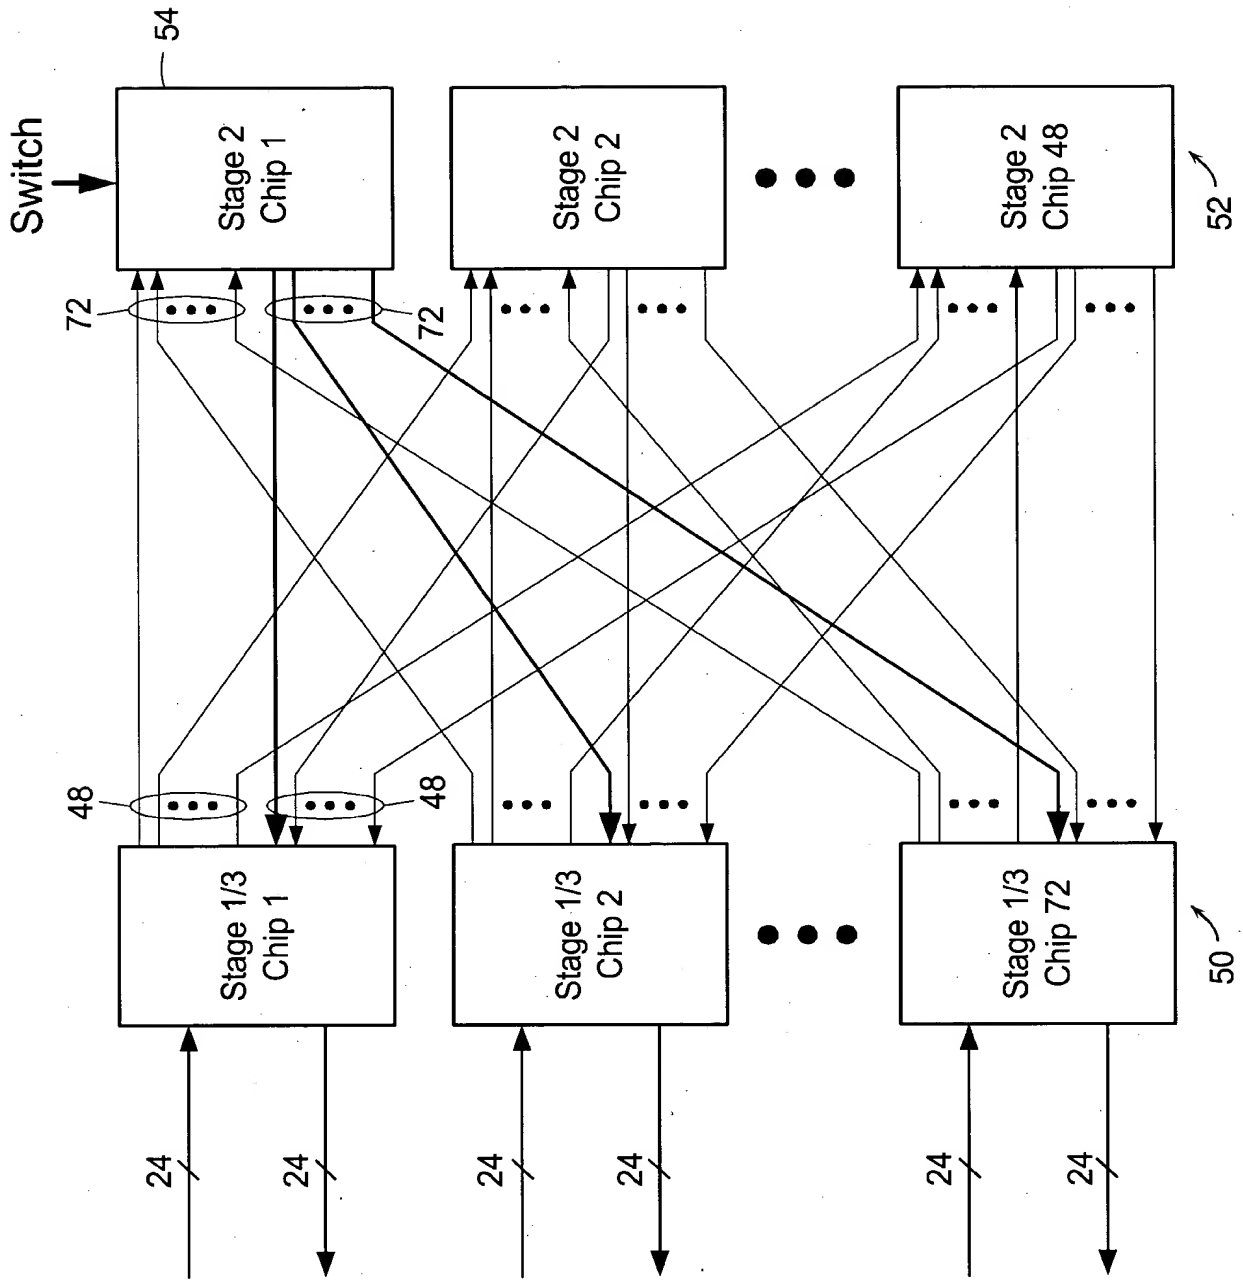 Switch
54
Stage 2
Chip 1
Stage 2
Chip 2
Stage 2
Chip 48
52
72
72
48
48
Stage 1/3
Chip 1
Stage 1/3
Chip 2
Stage 1/3
Chip 72
50
24
24
24
24
24
24